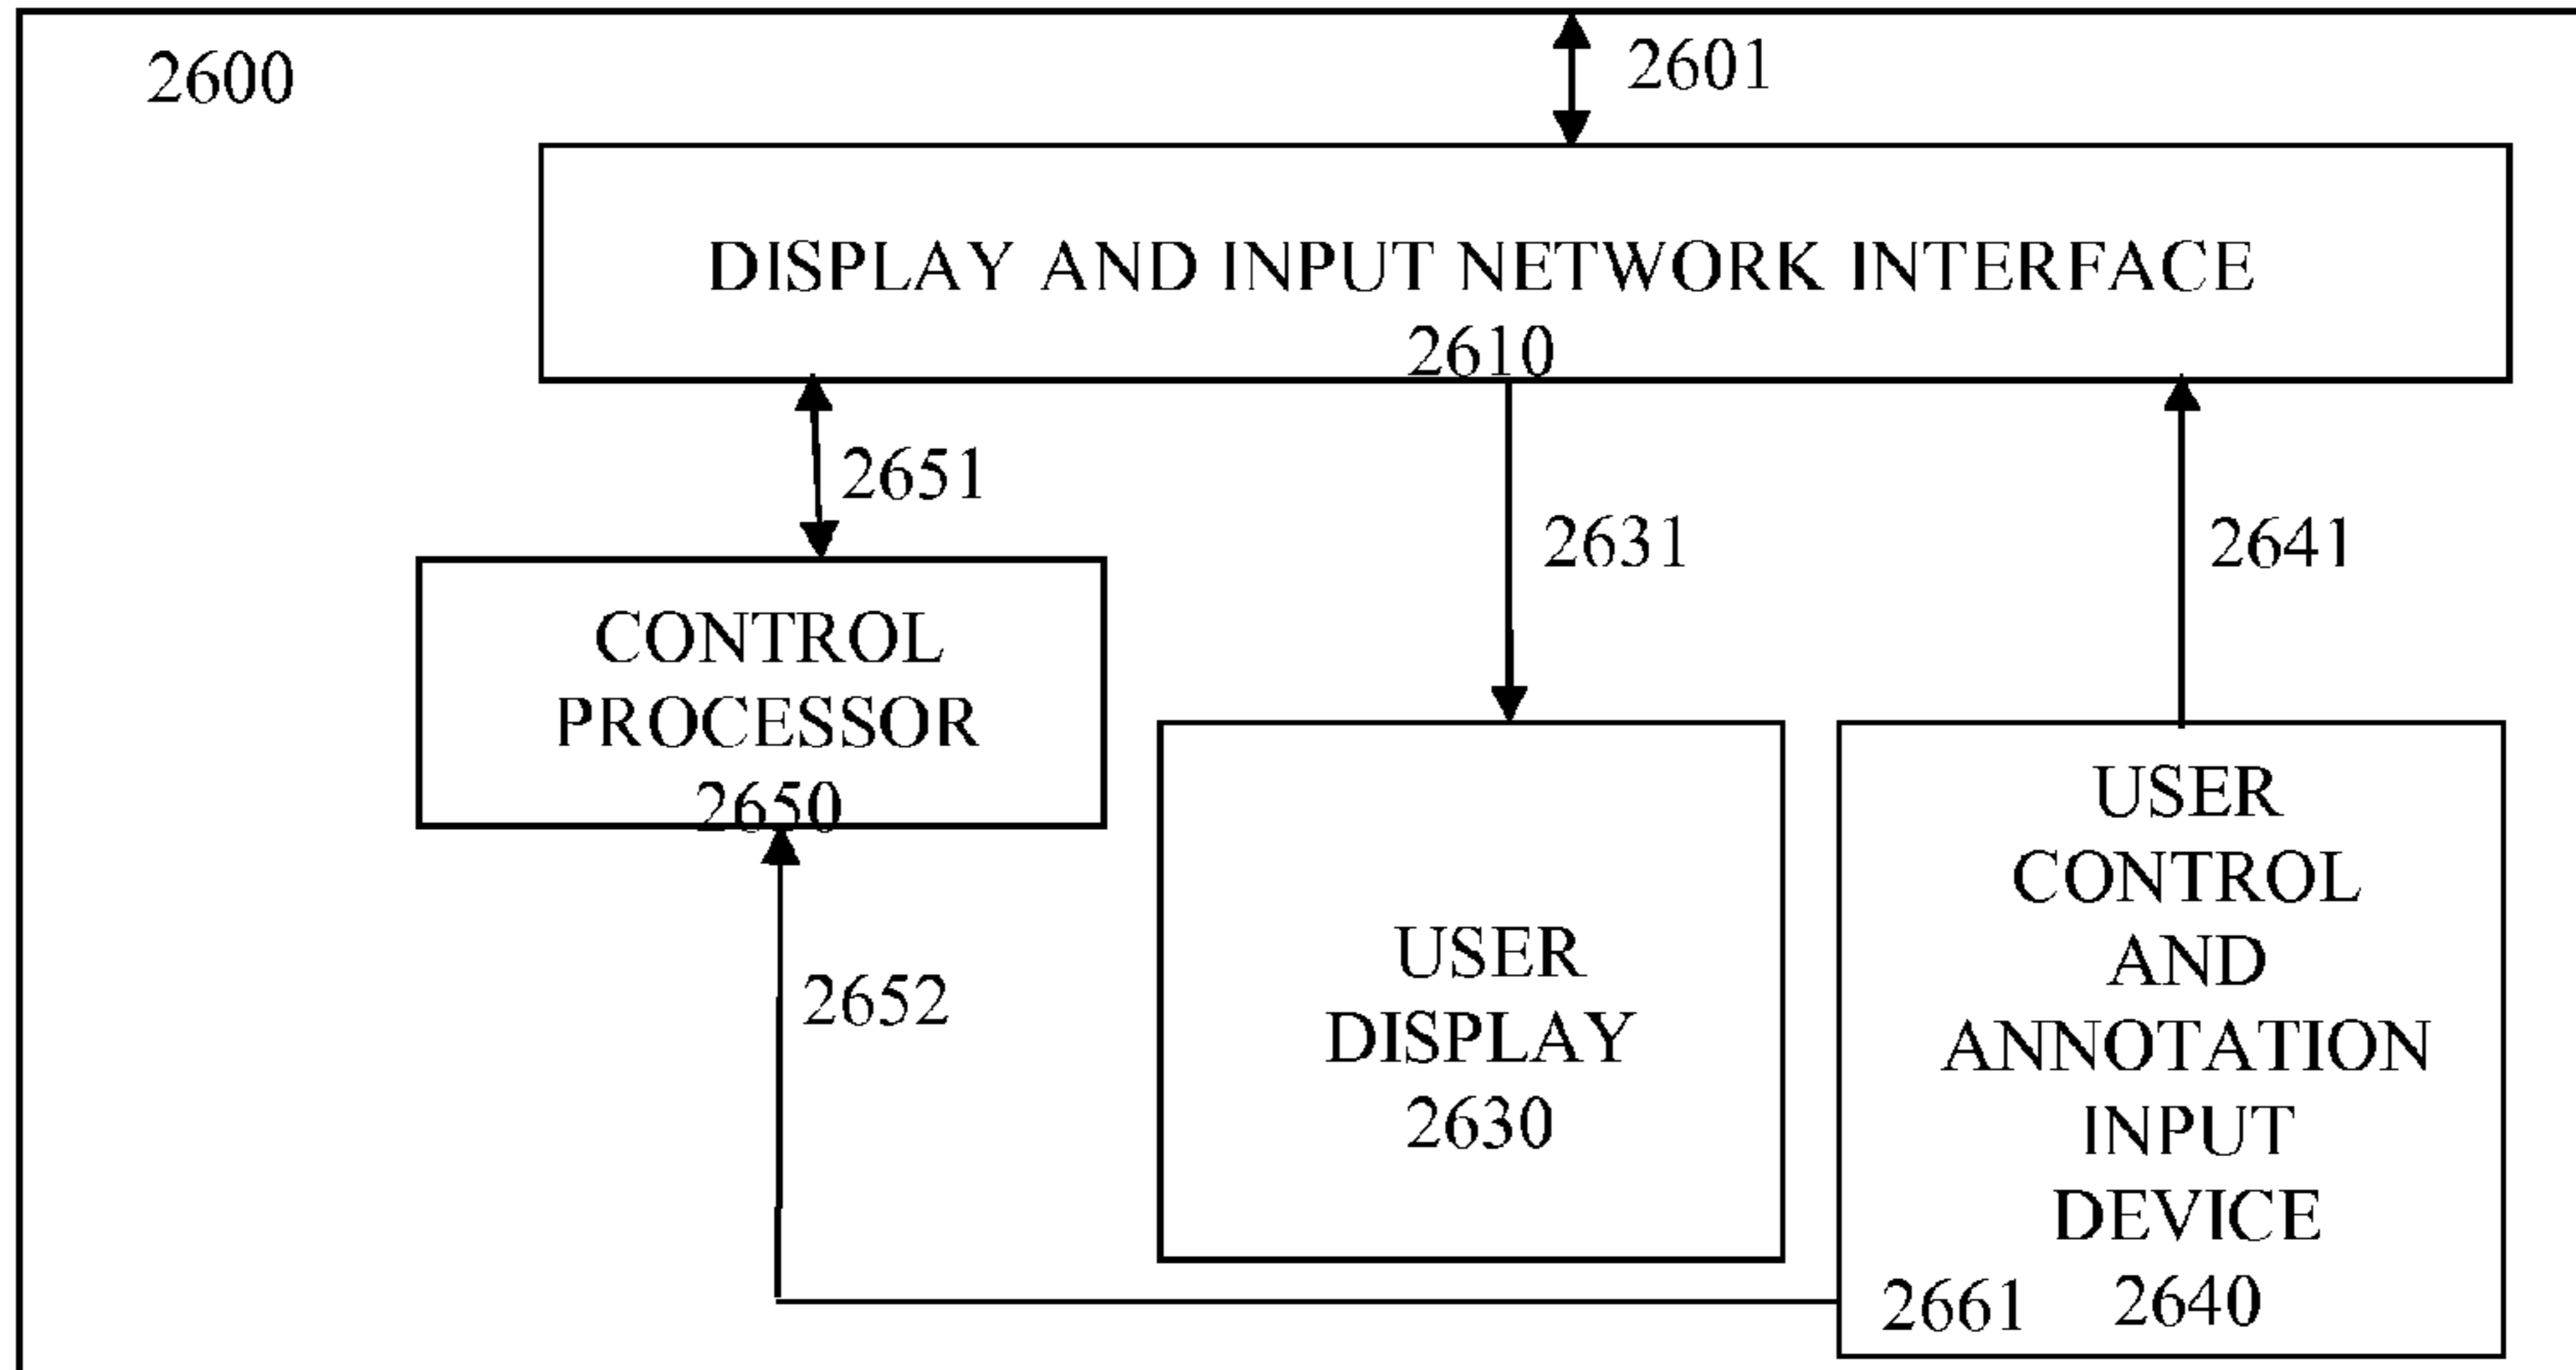 2600
2601
DISPLAY AND INPUT NETWORK INTERFACE
2610
2651
2631
2641
CONTROL
PROCESSOR
2650
USER
CONTROL
AND
ANNOTATION
INPUT
DEVICE
2661 2640
USER
DISPLAY
2630
2652